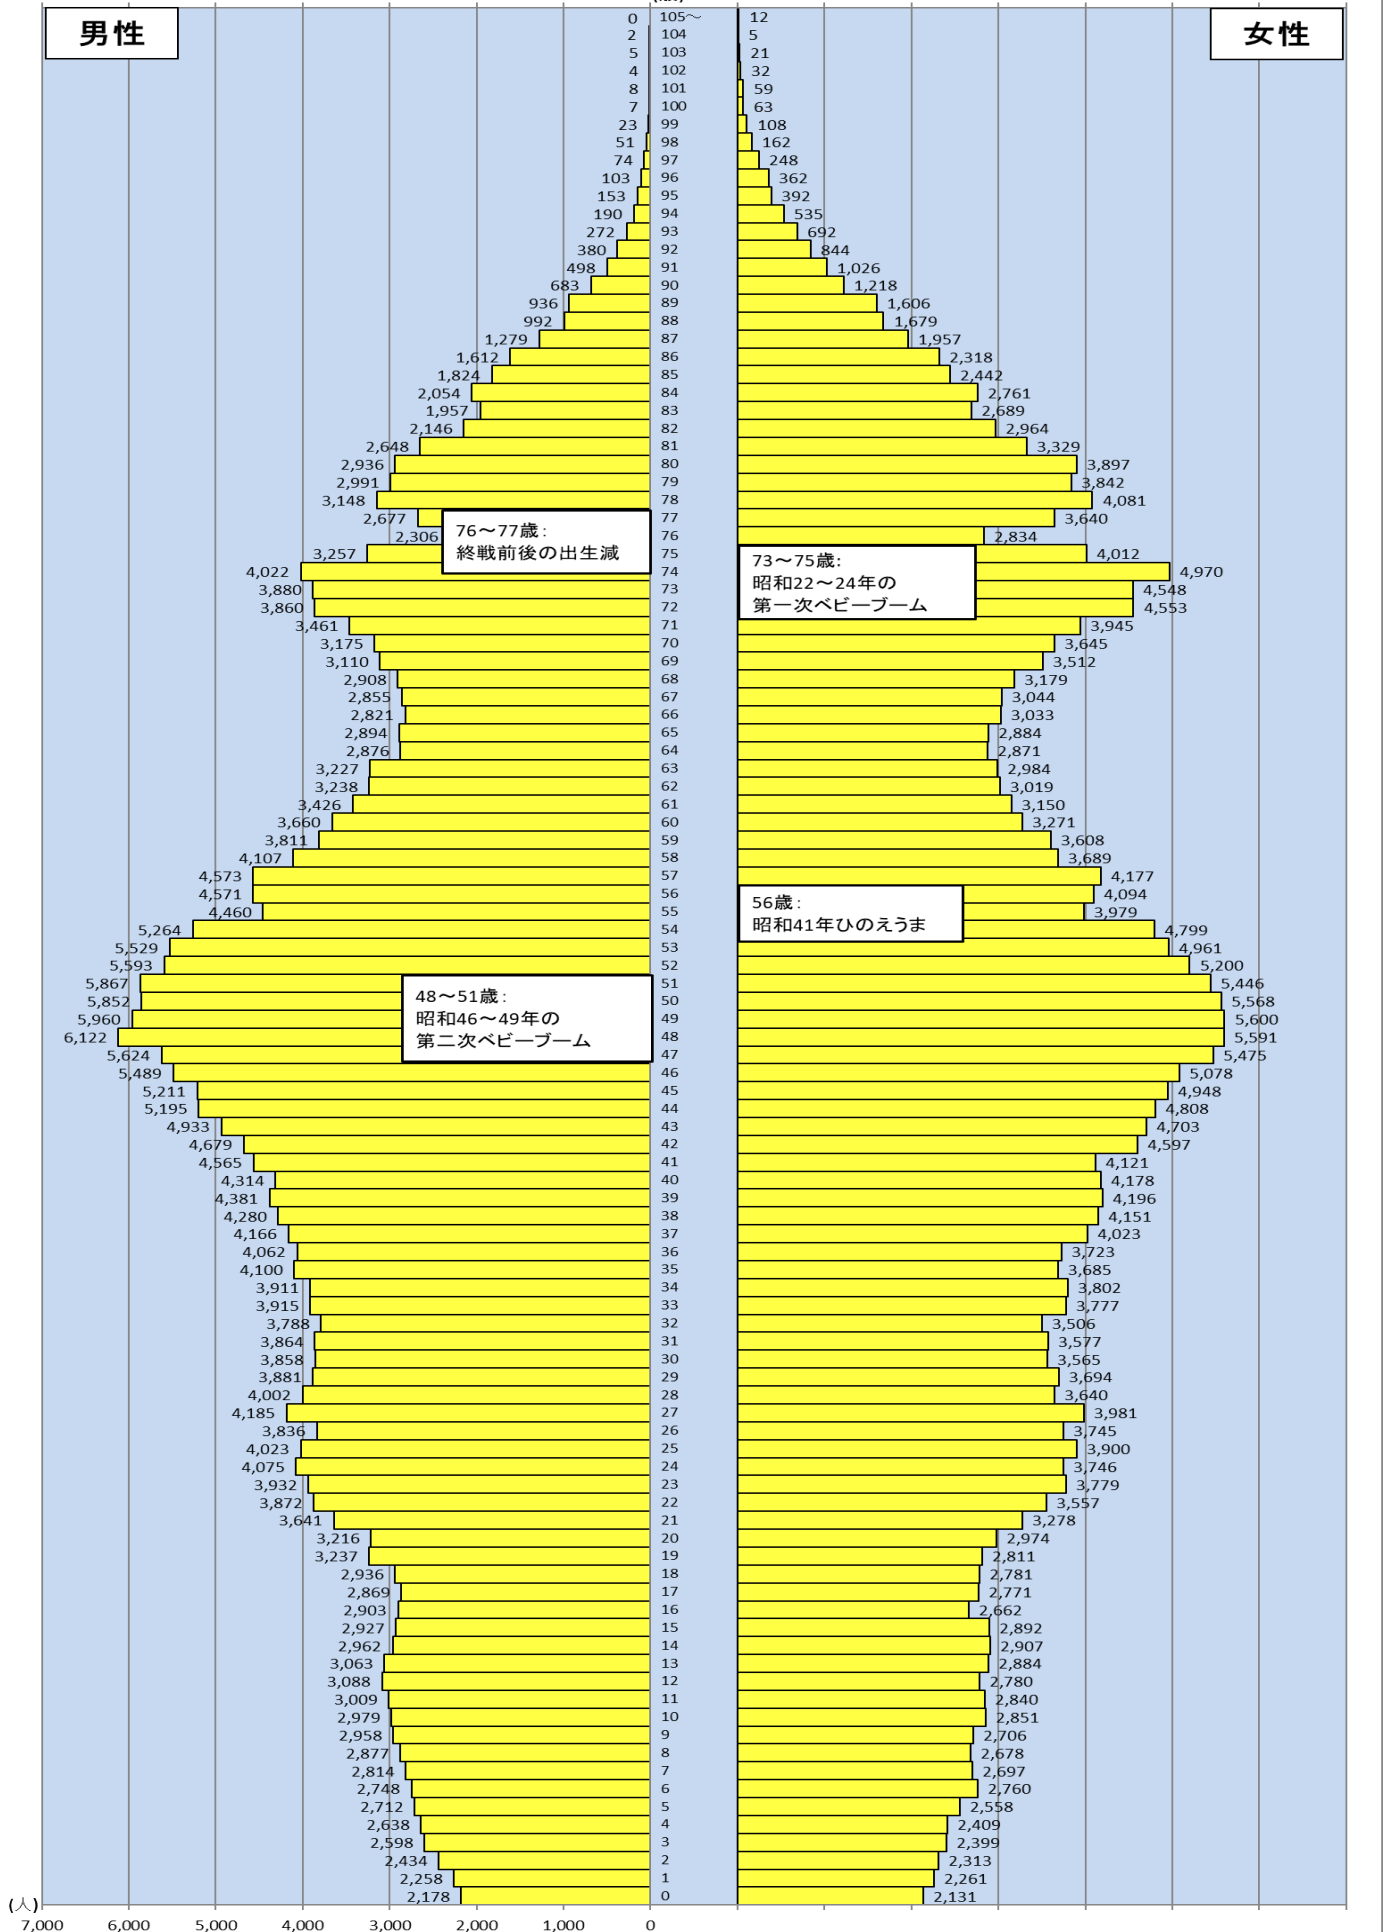 男性
女性
0 105～ 12
2 104 5
5 103 21
4 102 32
8 101 59
7 100 63
23 99 108
51 98 162
74 97 248
103 96 362
153 95 392
190 94 535
272 93 692
380 92 844
498 91 1,026
683 90 1,218
936 89 1,606
992 88 1,679
1,279 87 1,957
1,612 86 2,318
1,824 85 2,442
2,054 84 2,761
1,957 83 2,689
2,146 82 2,964
2,648 81 3,329
2,936 80 3,897
2,991 79 3,842
3,148 78 4,081
2,677 77 3,640
2,306 76 2,834
76～77歳：
終戦前後の出生減
3,257 75 4,012
4,022 74 4,970
3,880 73 4,548
3,860 72 4,553
73～75歳：
昭和22～24年の
第一次ベビーブーム
3,461 71 3,945
3,175 70 3,645
3,110 69 3,512
2,908 68 3,179
2,855 67 3,044
2,821 66 3,033
2,894 65 2,884
2,876 64 2,871
3,227 63 2,984
3,238 62 3,019
3,426 61 3,150
3,660 60 3,271
3,811 59 3,608
4,107 58 3,689
4,573 57 4,177
4,571 56 4,094
4,460 55 3,979
56歳：
昭和41年ひのえうま
5,264 54 4,799
5,529 53 4,961
5,593 52 5,200
5,867 51 5,446
5,852 50 5,568
5,960 49 5,600
6,122 48 5,591
48～51歳：
昭和46～49年の
第二次ベビーブーム
5,624 47 5,475
5,489 46 5,078
5,211 45 4,948
5,195 44 4,808
4,933 43 4,703
4,679 42 4,597
4,565 41 4,121
4,314 40 4,178
4,381 39 4,196
4,280 38 4,151
4,166 37 4,023
4,062 36 3,723
4,100 35 3,685
3,911 34 3,802
3,915 33 3,777
3,788 32 3,506
3,864 31 3,577
3,858 30 3,565
3,881 29 3,694
4,002 28 3,640
4,185 27 3,981
3,836 26 3,745
4,023 25 3,900
4,075 24 3,746
3,932 23 3,779
3,872 22 3,557
3,641 21 3,278
3,216 20 2,974
3,237 19 2,811
2,936 18 2,781
2,869 17 2,771
2,903 16 2,662
2,927 15 2,892
2,962 14 2,907
3,063 13 2,884
3,088 12 2,780
3,009 11 2,840
2,979 10 2,851
2,958 9 2,706
2,877 8 2,678
2,814 7 2,697
2,748 6 2,760
2,712 5 2,558
2,638 4 2,409
2,598 3 2,399
2,434 2 2,313
2,258 1 2,261
2,178 0 2,131
(人)
7,000 6,000 5,000 4,000 3,000 2,000 1,000 0